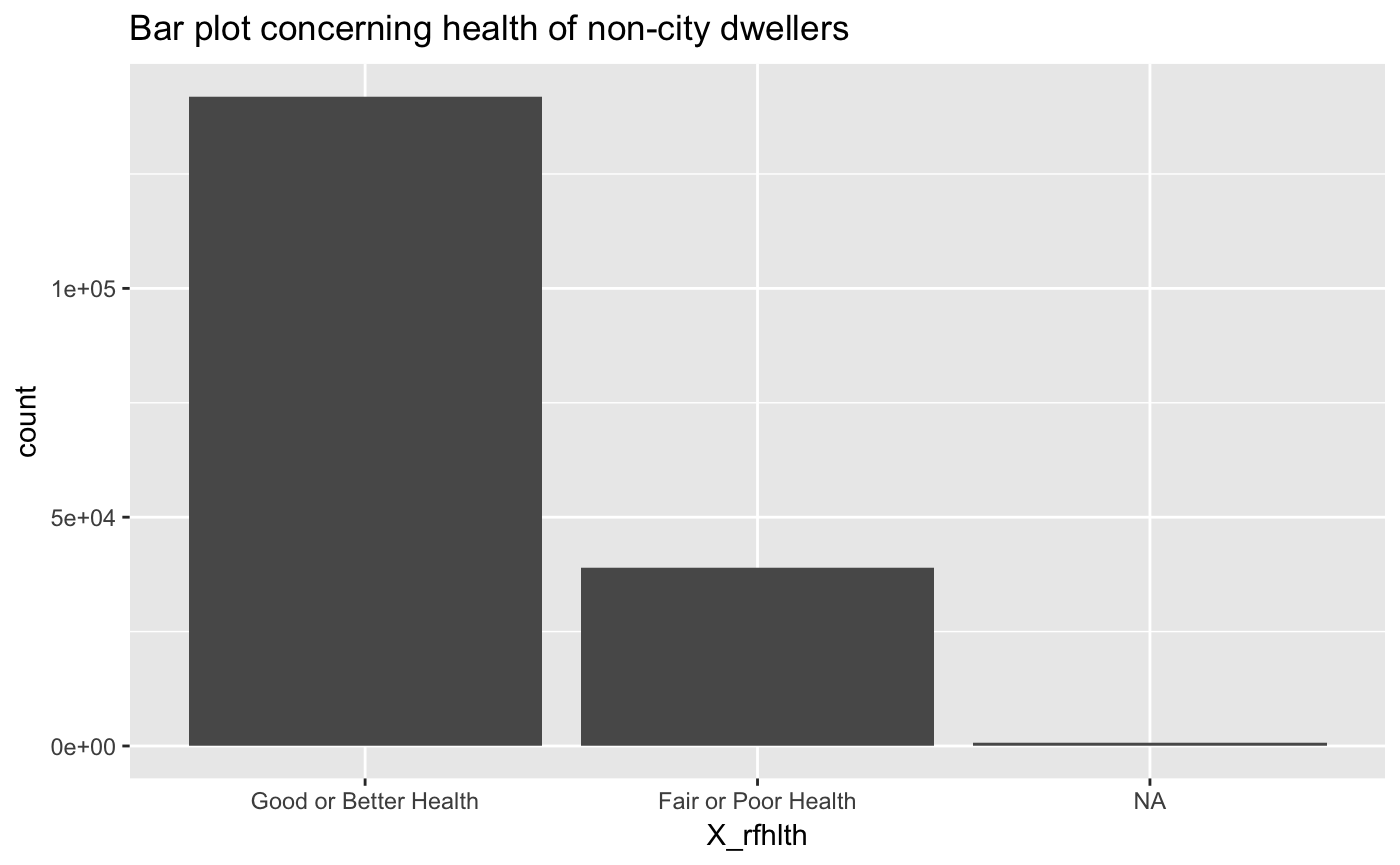 Bar plot concerning health of non-city dwellers
1e+05
5e+04
0e+00
count
Good or Better Health
Fair or Poor Health
NA
X_rfhlth